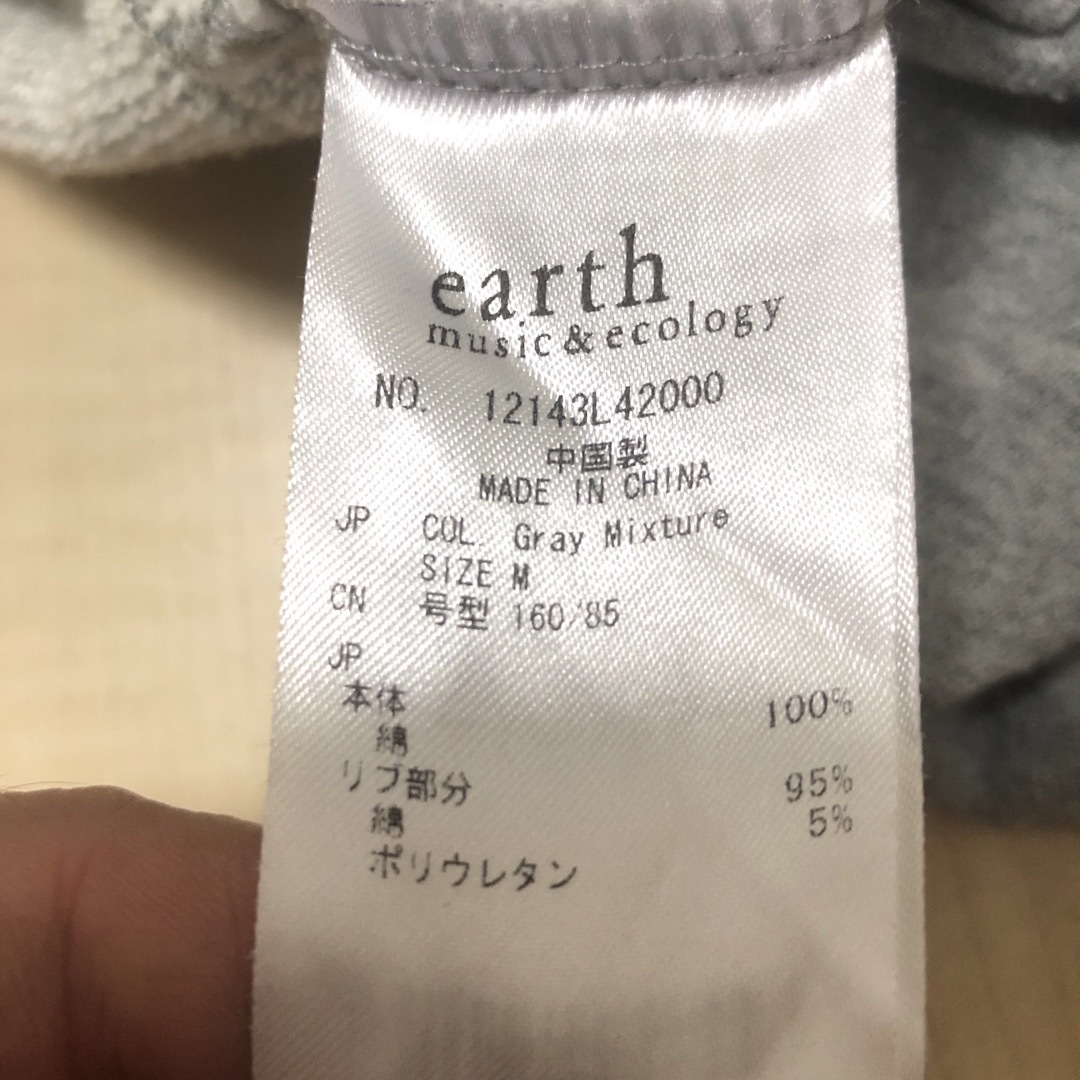 earth
music & ecology
NO. 12143L42000
中国製
MADE IN CHINA
JP COL. Gray Mixture
SIZE M
CN 号型 160/85
JP
本体
綿 100%
リブ部分
綿 95%
ポリウレタン 5%